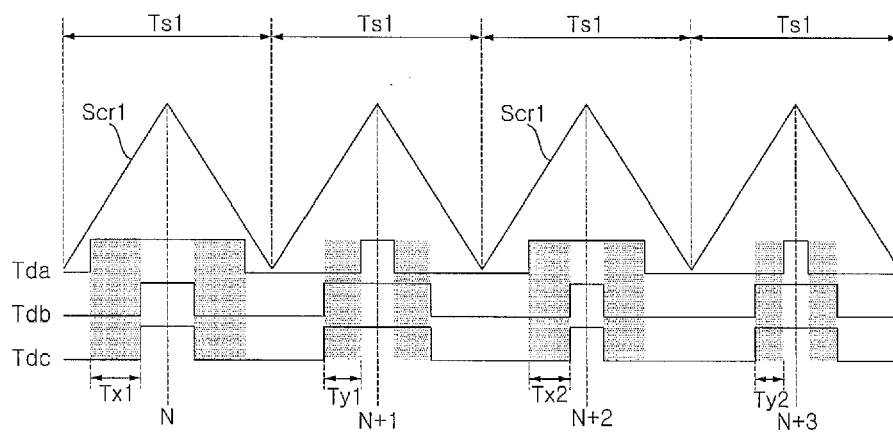 Ts1 Ts1 Ts1 Ts1
Scr1 Scr1
Tda
Tdb
Tdc
Tx1 Ty1 Tx2 Ty2
N N+1 N+2 N+3